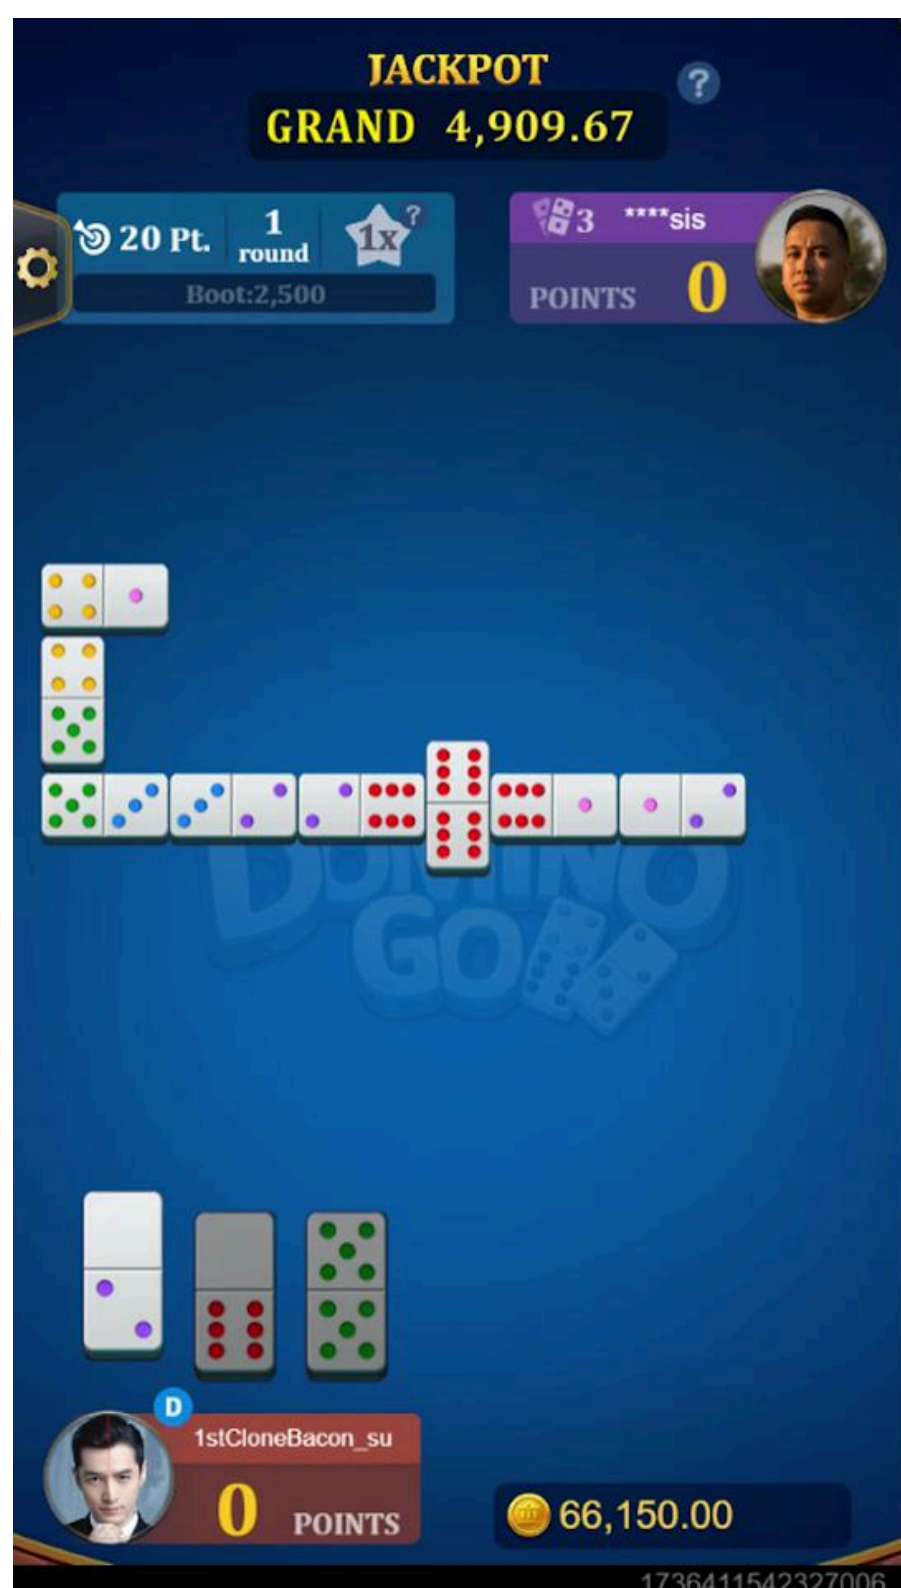 JACKPOT
?
GRAND 4,909.67
20 Pt.
1
round
1x
?
Boot:2,500
3
****sis
POINTS 0
DOMINO
GO
D
1stCloneBacon_su
0 POINTS
66,150.00
1736411542327006